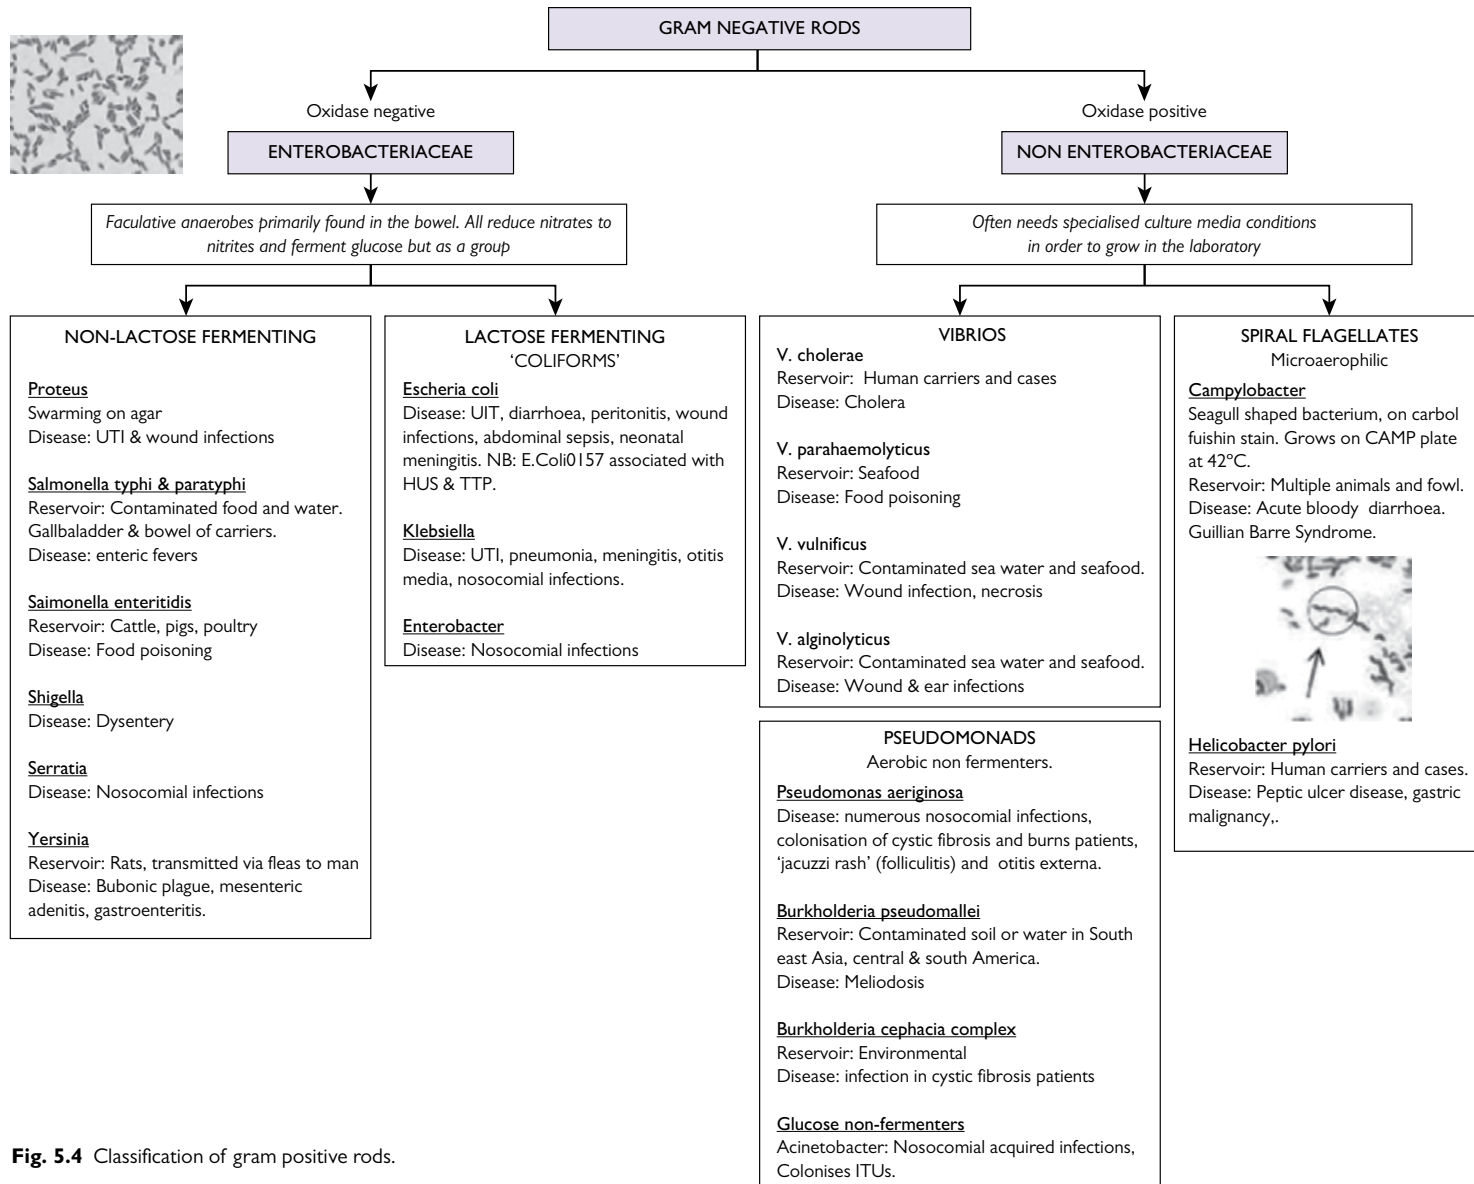 GRAM NEGATIVE RODS
Oxidase negative
Oxidase positive
ENTEROBACTERIACEAE
NON ENTEROBACTERIACEAE
Faculative anaerobes primarily found in the bowel. All reduce nitrates to
nitrites and ferment glucose but as a group
Often needs specialised culture media conditions
in order to grow in the laboratory
NON-LACTOSE FERMENTING
Proteus
Swarming on agar
Disease: UTI & wound infections
Salmonella typhi & paratyphi
Reservoir: Contaminated food and water.
Gallbaladder & bowel of carriers.
Disease: enteric fevers
Saimonella enteritidis
Reservoir: Cattle, pigs, poultry
Disease: Food poisoning
Shigella
Disease: Dysentery
Serratia
Disease: Nosocomial infections
Yersinia
Reservoir: Rats, transmitted via fleas to man
Disease: Bubonic plague, mesenteric
adenitis, gastroenteritis.
LACTOSE FERMENTING
‘COLIFORMS’
Escheria coli
Disease: UIT, diarrhoea, peritonitis, wound
infections, abdominal sepsis, neonatal
meningitis. NB: E.Coli0157 associated with
HUS & TTP.
Klebsiella
Disease: UTI, pneumonia, meningitis, otitis
media, nosocomial infections.
Enterobacter
Disease: Nosocomial infections
VIBRIOS
V. cholerae
Reservoir: Human carriers and cases
Disease: Cholera
V. parahaemolyticus
Reservoir: Seafood
Disease: Food poisoning
V. vulnificus
Reservoir: Contaminated sea water and seafood.
Disease: Wound infection, necrosis
V. alginolyticus
Reservoir: Contaminated sea water and seafood.
Disease: Wound & ear infections
PSEUDOMONADS
Aerobic non fermenters.
Pseudomonas aeriginosa
Disease: numerous nosocomial infections,
colonisation of cystic fibrosis and burns patients,
‘jacuzzi rash’ (folliculitis) and otitis externa.
Burkholderia pseudomallei
Reservoir: Contaminated soil or water in South
east Asia, central & south America.
Disease: Meliodosis
Burkholderia cephacia complex
Reservoir: Environmental
Disease: infection in cystic fibrosis patients
Glucose non-fermenters
Acinetobacter: Nosocomial acquired infections,
Colonises ITUs.
SPIRAL FLAGELLATES
Microaerophilic
Campylobacter
Seagull shaped bacterium, on carbol
fuishin stain. Grows on CAMP plate
at 42ºC.
Reservoir: Multiple animals and fowl.
Disease: Acute bloody diarrhoea.
Guillian Barre Syndrome.
Helicobacter pylori
Reservoir: Human carriers and cases.
Disease: Peptic ulcer disease, gastric
malignancy,.
Fig. 5.4 Classification of gram positive rods.